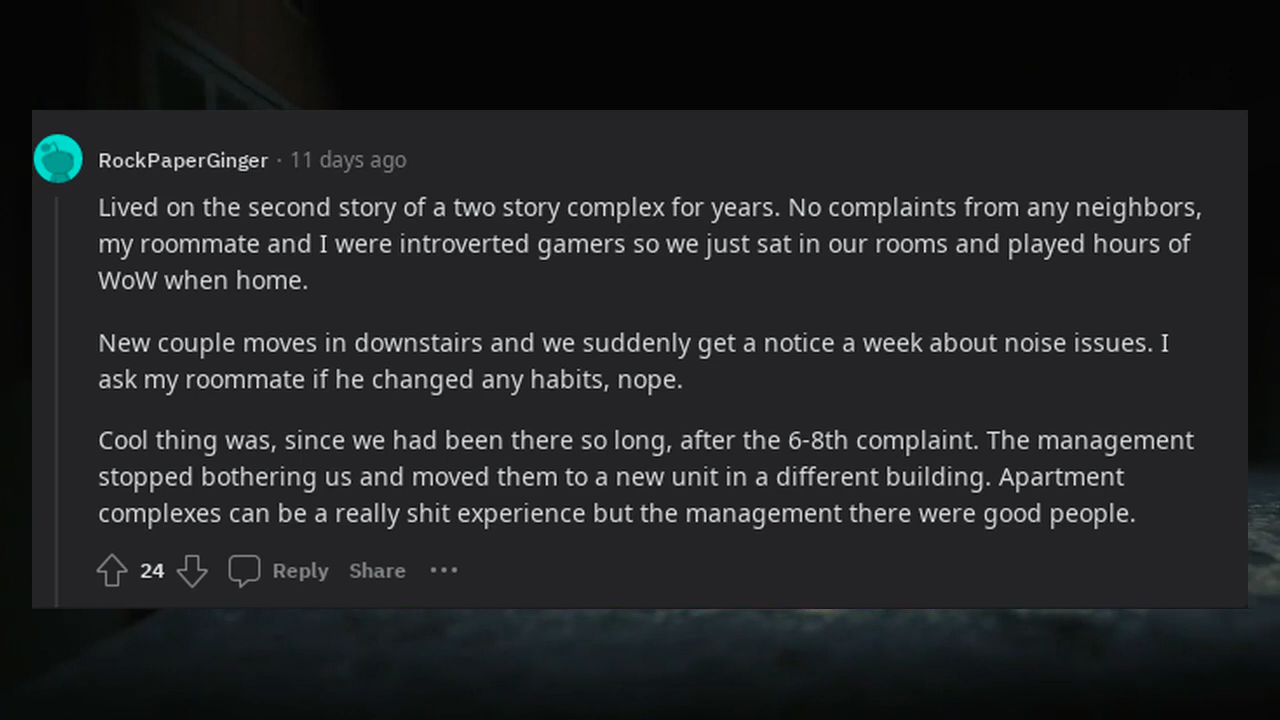 RockPaperGinger · 11 days ago
Lived on the second story of a two story complex for years. No complaints from any neighbors,
my roommate and I were introverted gamers so we just sat in our rooms and played hours of
WoW when home.
New couple moves in downstairs and we suddenly get a notice a week about noise issues. I
ask my roommate if he changed any habits, nope.
Cool thing was, since we had been there so long, after the 6-8th complaint. The management
stopped bothering us and moved them to a new unit in a different building. Apartment
complexes can be a really shit experience but the management there were good people.
24 Reply Share ···